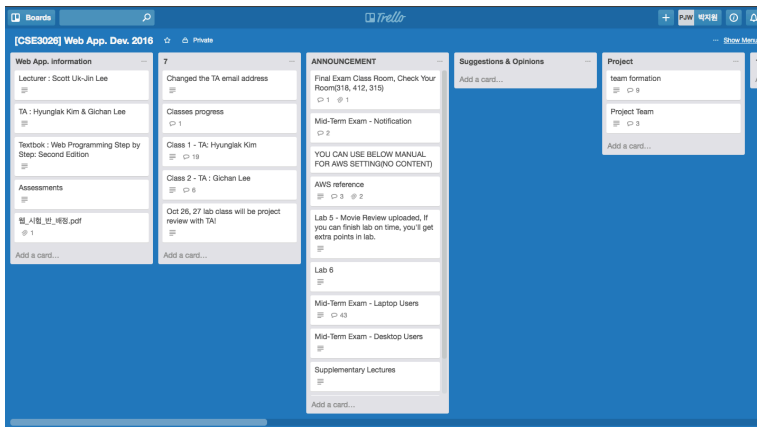 Boards
Trello
PJW 박지원
[CSE3026] Web App. Dev. 2016
Private
... Show Menu
Web App. information
Lecturer : Scott Uk-Jin Lee
TA : Hyunglak Kim & Gichan Lee
Textbok : Web Programming Step by
Step: Second Edition
Assessments
웹_시험_반_배정.pdf
1
Add a card...
7
Changed the TA email address
Classes progress
1
Class 1 - TA: Hyunglak Kim
18
Class 2 - TA : Gichan Lee
6
Oct 26, 27 lab class will be project
review with TA!
Add a card...
ANNOUNCEMENT
Final Exam Class Room, Check Your
Room(318, 412, 315)
1 1
Mid-Term Exam - Notification
2
YOU CAN USE BELOW MANUAL
FOR AWS SETTING(NO CONTENT)
AWS reference
3 2
Lab 5 - Movie Review uploaded, If
you can finish lab on time, you'll get
extra points in lab.
Lab 6
Mid-Term Exam - Laptop Users
43
Mid-Term Exam - Desktop Users
Supplementary Lectures
Add a card...
Suggestions & Opinions
Add a card...
Project
team formation
9
Project Team
3
Add a card...